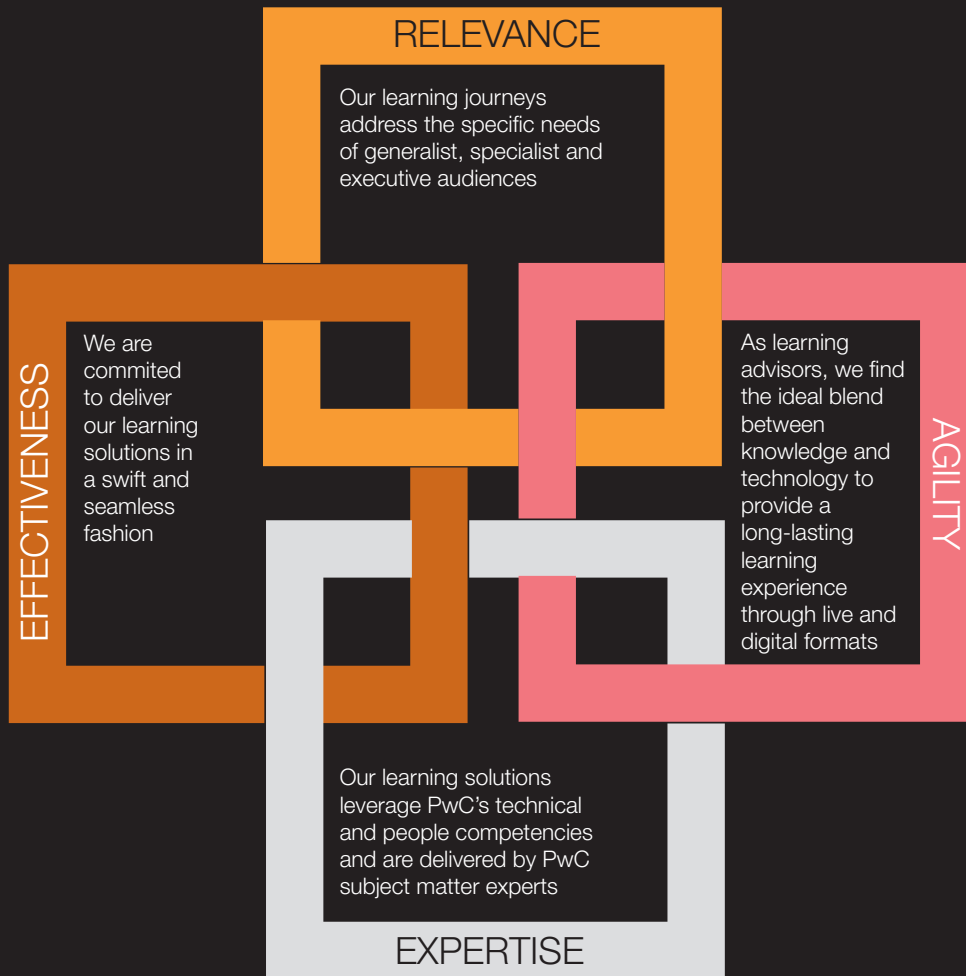 RELEVANCE
Our learning journeys
address the specific needs
of generalist, specialist and
executive audiences
EFFECTIVENESS
We are
commited
to deliver
our learning
solutions in
a swift and
seamless
fashion
As learning
advisors, we find
the ideal blend
between
knowledge and
technology to
provide a
long-lasting
learning
experience
through live and
digital formats
AGILITY
Our learning solutions
leverage PwC's technical
and people competencies
and are delivered by PwC
subject matter experts
EXPERTISE